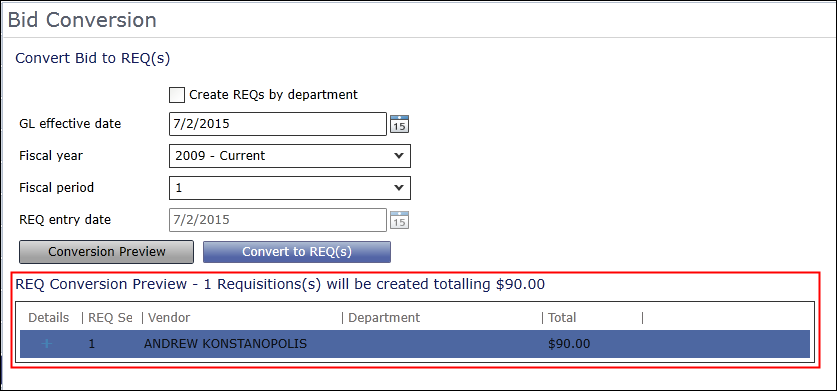 Bid Conversion
Convert Bid to REQ(s)
Create REQs by department
GL effective date 7/2/2015 15
Fiscal year 2009 - Current
Fiscal period 1
REQ entry date 7/2/2015 15
Conversion Preview Convert to REQ(s)
REQ Conversion Preview - 1 Requisitions(s) will be created totalling $90.00
Details | REQ Se | Vendor | Department | Total |
+ 1 ANDREW KONSTANOPOLIS $90.00